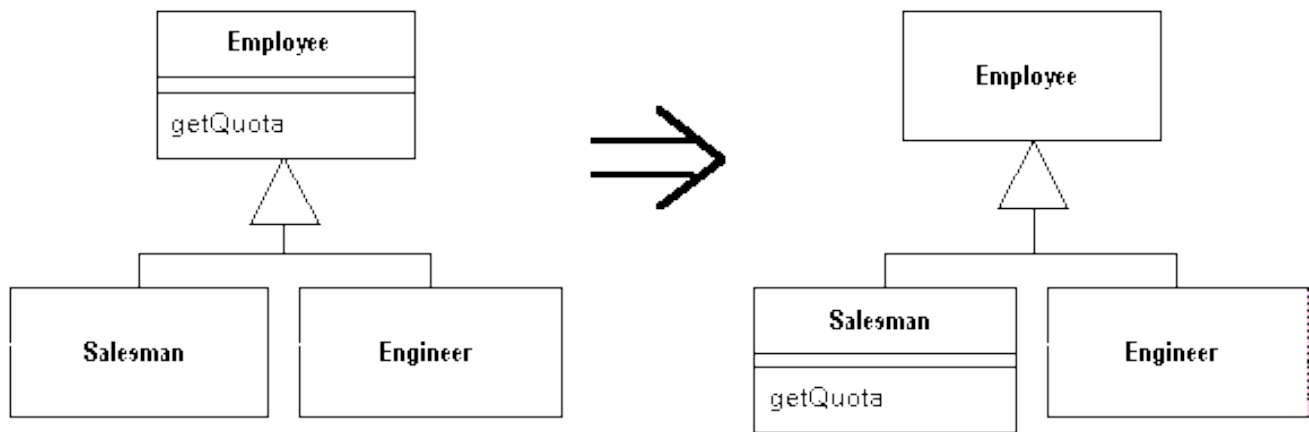 Employee
getQuota
Salesman
Engineer
Employee
Salesman
getQuota
Engineer